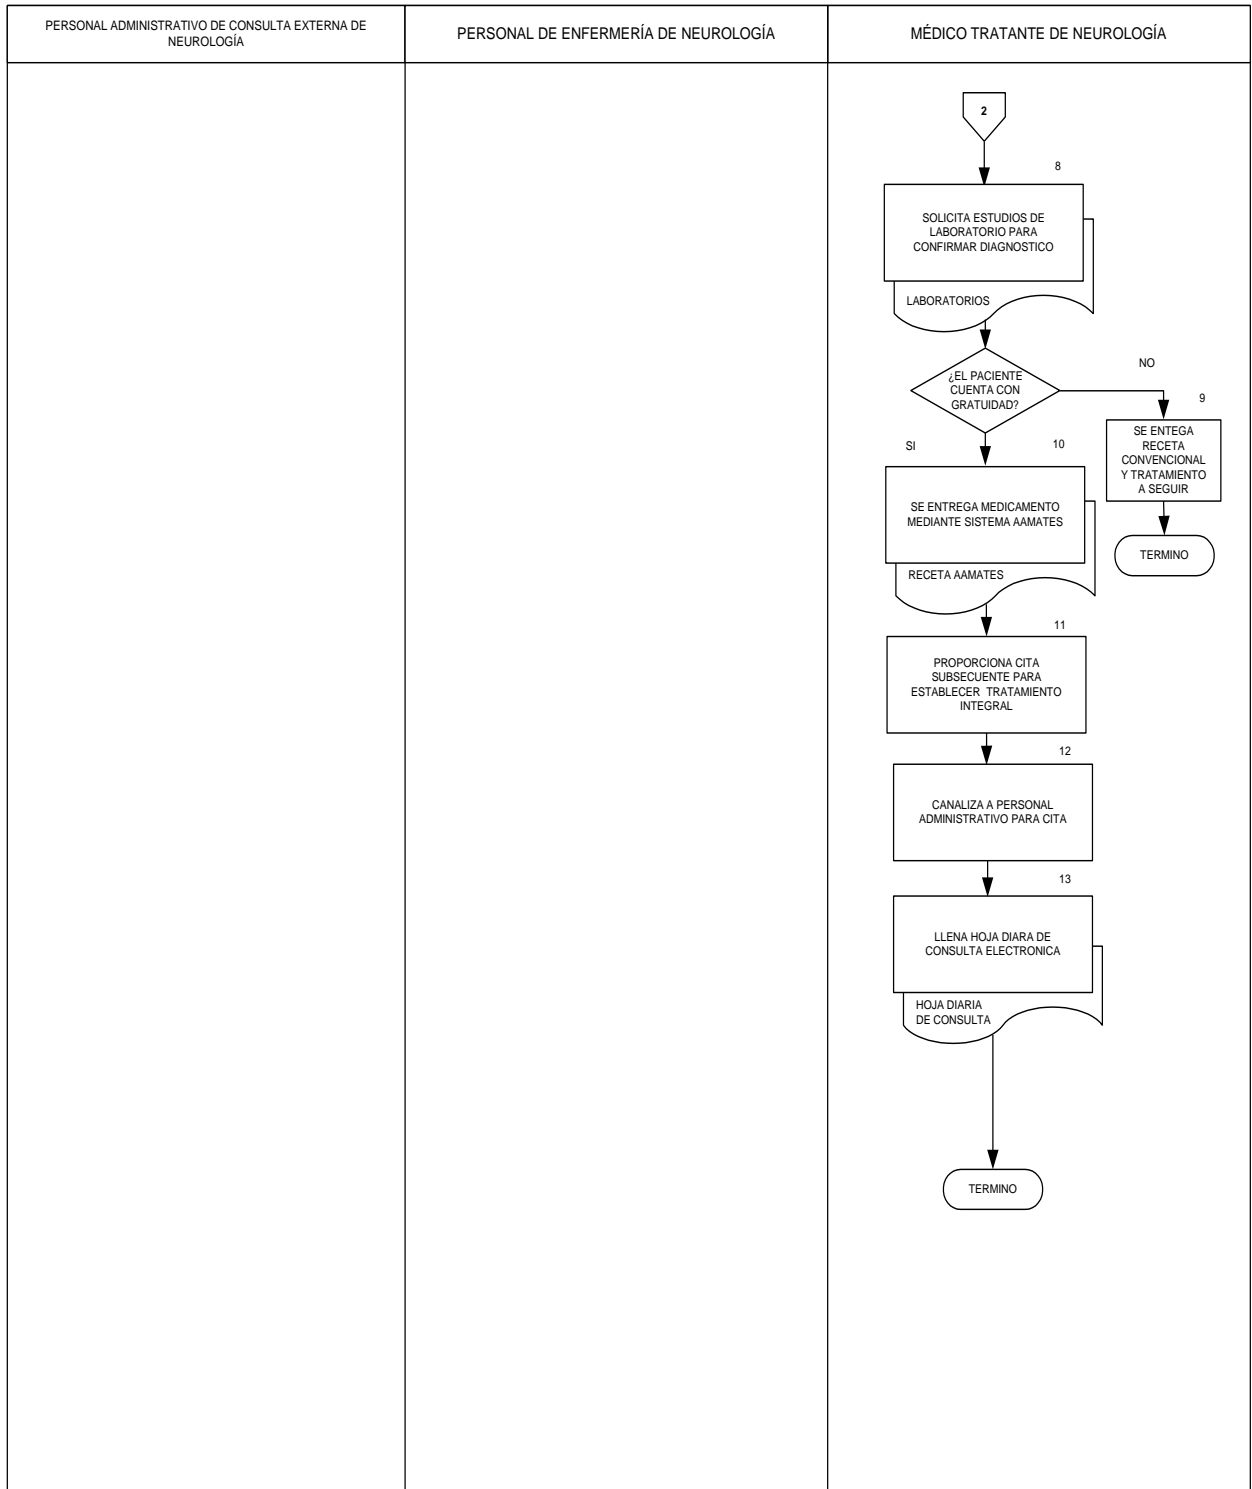 PERSONAL ADMINISTRATIVO DE CONSULTA EXTERNA DE
NEUROLOGÍA
PERSONAL DE ENFERMERÍA DE NEUROLOGÍA
MÉDICO TRATANTE DE NEUROLOGÍA
2
8
SOLICITA ESTUDIOS DE
LABORATORIO PARA
CONFIRMAR DIAGNOSTICO
LABORATORIOS
¿EL PACIENTE
CUENTA CON
GRATUIDAD?
NO
9
SE ENTEGA
RECETA
CONVENCIONAL
Y TRATAMIENTO
A SEGUIR
TERMINO
SI
10
SE ENTREGA MEDICAMENTO
MEDIANTE SISTEMA AAMATES
RECETA AAMATES
11
PROPORCIONA CITA
SUBSECUENTE PARA
ESTABLECER TRATAMIENTO
INTEGRAL
12
CANALIZA A PERSONAL
ADMINISTRATIVO PARA CITA
13
LLENA HOJA DIARA DE
CONSULTA ELECTRONICA
HOJA DIARIA
DE CONSULTA
TERMINO